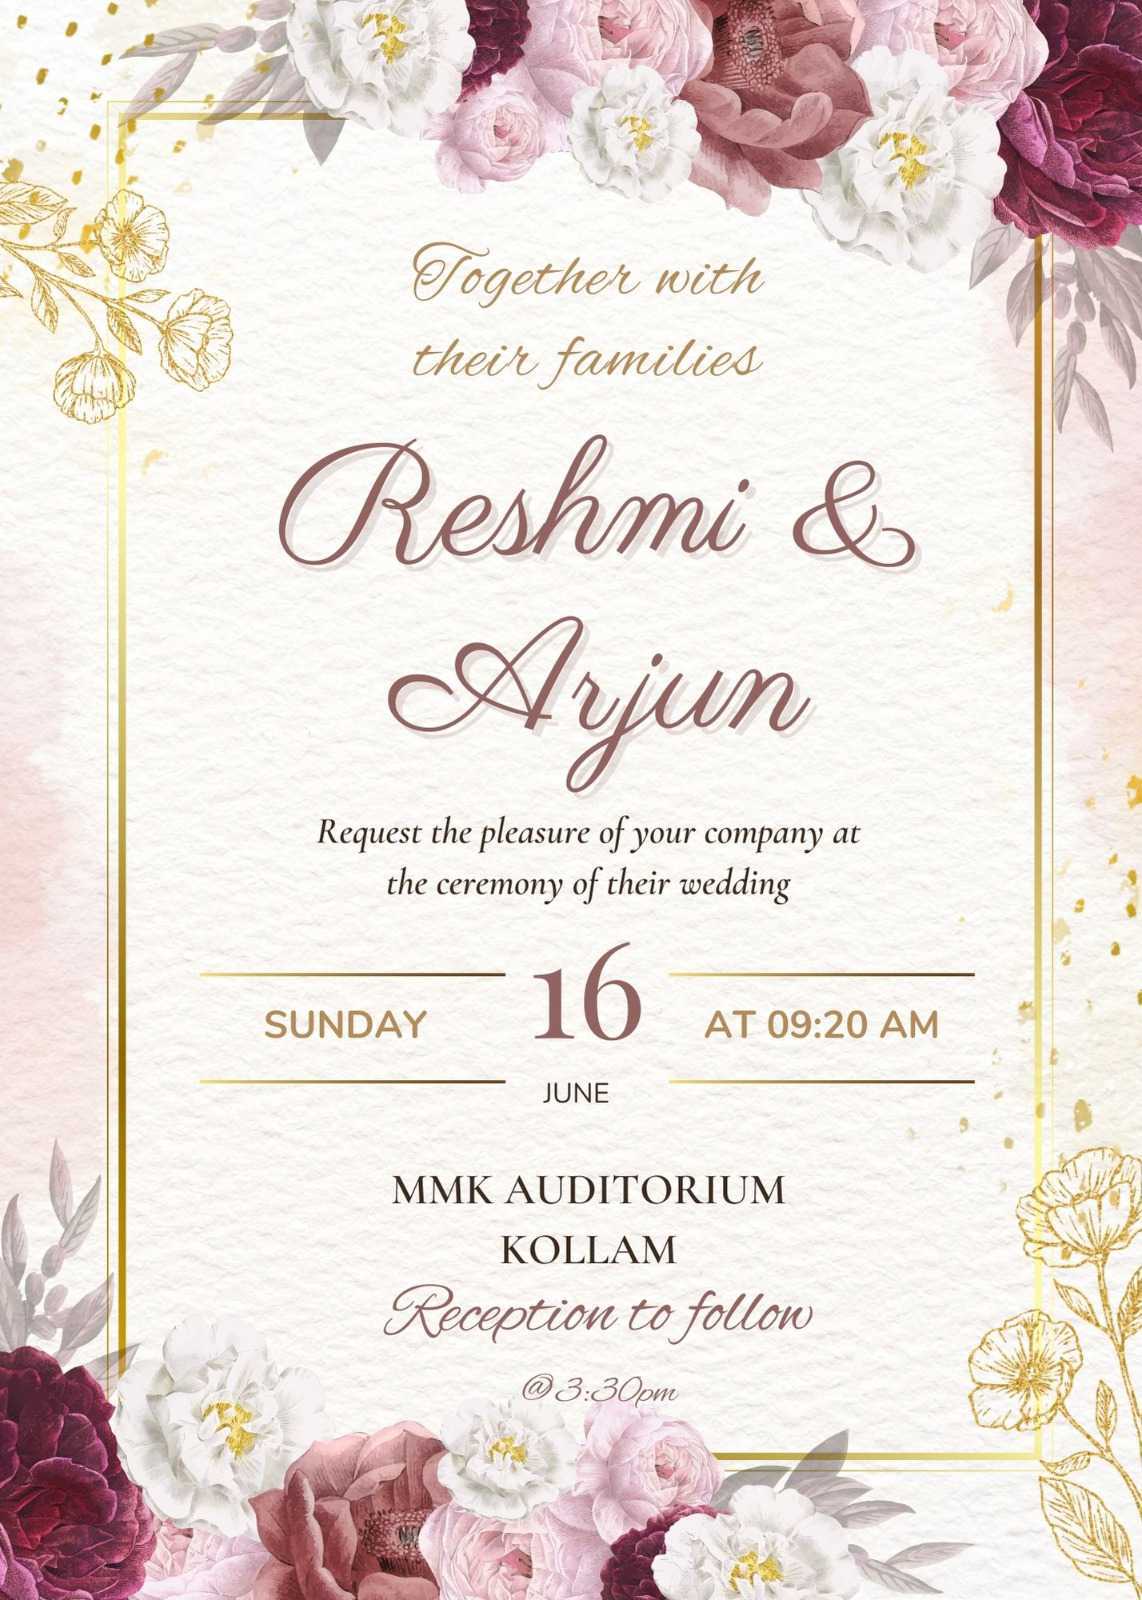 Together with
their families
Reshmi &
Arjun
Request the pleasure of your company at
the ceremony of their wedding
SUNDAY 16 AT 09:20 AM
JUNE
MMK AUDITORIUM
KOLLAM
Reception to follow
@3:30pm